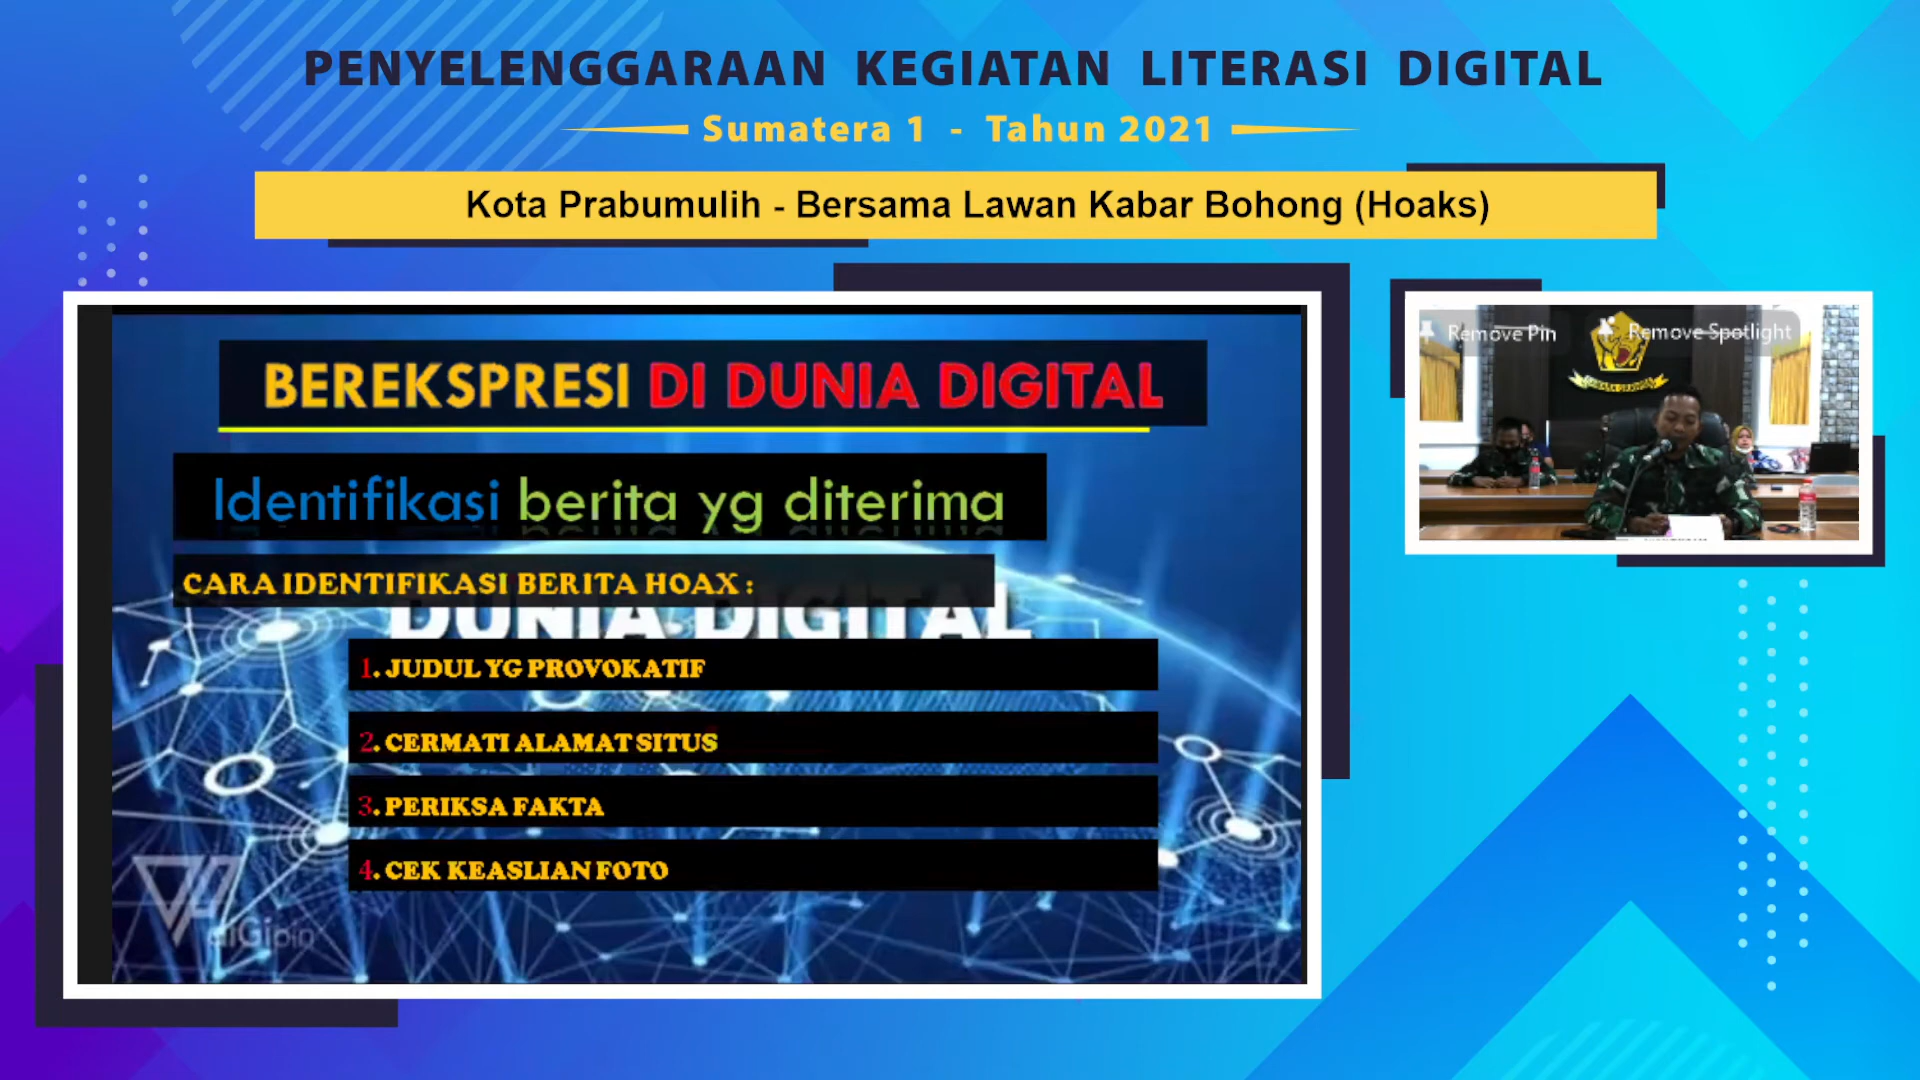 PENYELENGGARAAN KEGIATAN LITERASI DIGITAL
Sumatera 1 - Tahun 2021
Kota Prabumulih - Bersama Lawan Kabar Bohong (Hoaks)
BEREKSPRESI DI DUNIA DIGITAL
Identifikasi berita yg diterima
CARA IDENTIFIKASI BERITA HOAX :
DUNIA DIGITAL
1. JUDUL YG PROVOKATIF
2. CERMATI ALAMAT SITUS
3. PERIKSA FAKTA
4. CEK KEASLIAN FOTO
diGipin
Remove Pin
Remove Spotlight